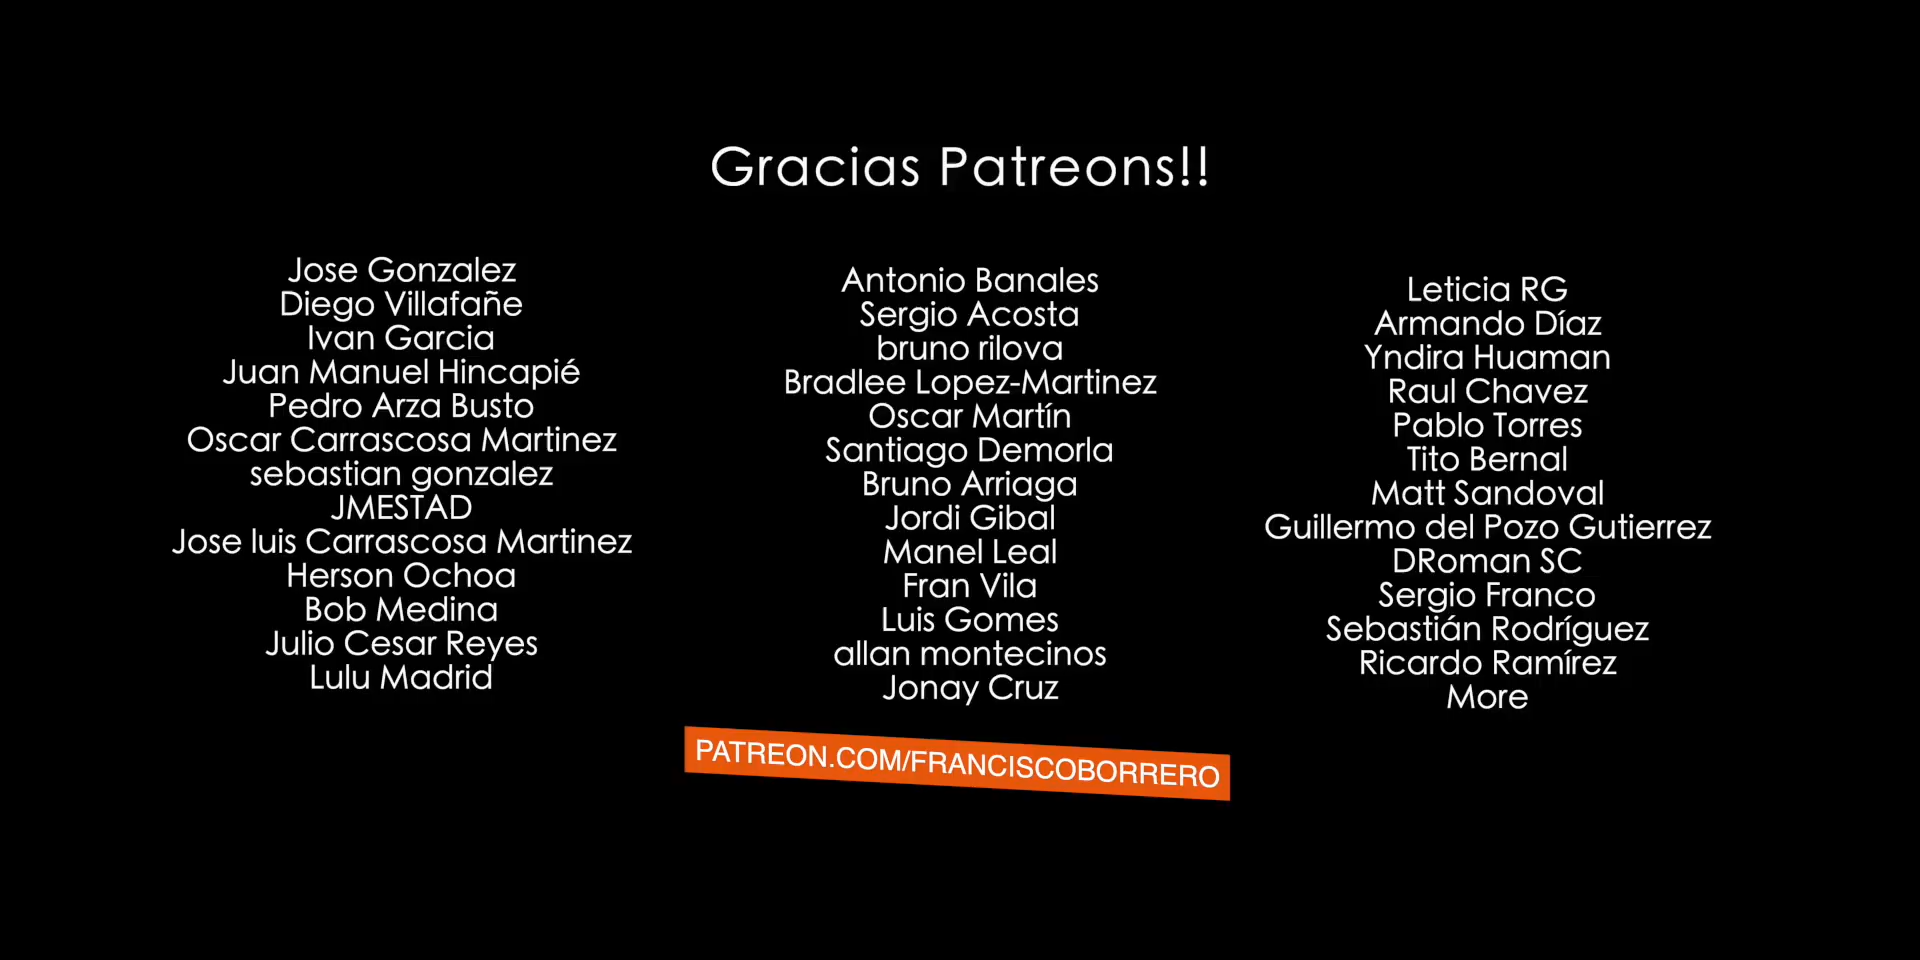 Gracias Patreons!!
Jose Gonzalez
Diego Villafañe
Ivan Garcia
Juan Manuel Hincapié
Pedro Arza Busto
Oscar Carrascosa Martinez
sebastian gonzalez
JMESTAD
Jose luis Carrascosa Martinez
Herson Ochoa
Bob Medina
Julio Cesar Reyes
Lulu Madrid
Antonio Banales
Sergio Acosta
bruno rilova
Bradlee Lopez-Martinez
Oscar Martín
Santiago Demorla
Bruno Arriaga
Jordi Gibal
Manel Leal
Fran Vila
Luis Gomes
allan montecinos
Jonay Cruz
Leticia RG
Armando Díaz
Yndira Huaman
Raul Chavez
Pablo Torres
Tito Bernal
Matt Sandoval
Guillermo del Pozo Gutierrez
DRoman SC
Sergio Franco
Sebastián Rodríguez
Ricardo Ramírez
More
PATREON.COM/FRANCISCOBORRERO